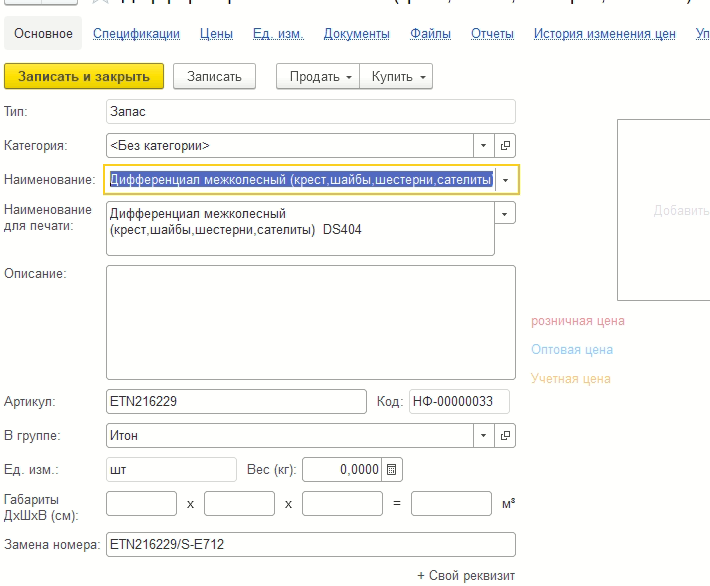 Основное Спецификации Цены Ед. изм. Документы Файлы Отчеты История изменения цен
Записать и закрыть Записать Продать Купить
Тип: Запас
Категория: <Без категории>
Наименование: Дифференциал межколесный (крест,шайбы,шестерни,сателиты)
Наименование для печати:
Дифференциал межколесный
(крест,шайбы,шестерни,сателиты) DS404
Описание:
Добавить
розничная цена
Оптовая цена
Учетная цена
Артикул: ETN216229 Код: НФ-00000033
В группе: Итон
Ед. изм.: шт Вес (кг): 0,0000
Габариты
ДхШхВ (см): x x = м³
Замена номера: ETN216229/S-E712
+ Свой реквизит